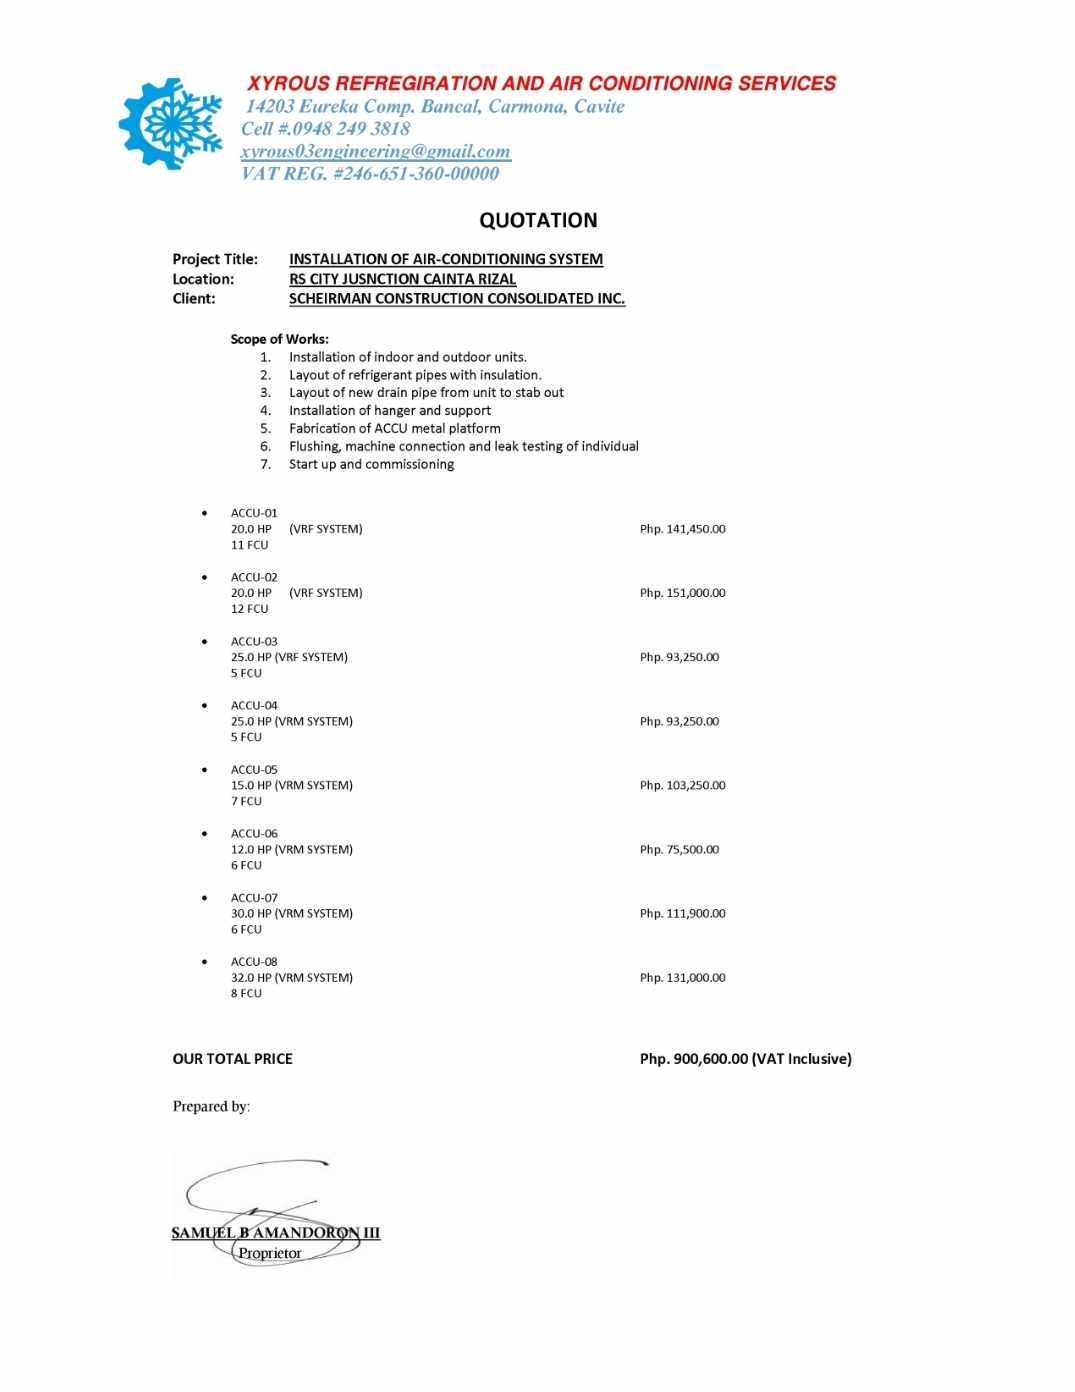 XYROUS REFREGIRATION AND AIR CONDITIONING SERVICES
14203 Eureka Comp. Bancal, Carmona, Cavite
Cell #.0948 249 3818
xyrous03engineering@gmail.com
VAT REG. #246-651-360-00000
QUOTATION
Project Title: INSTALLATION OF AIR-CONDITIONING SYSTEM
Location: RS CITY JUSNCTION CAINTA RIZAL
Client: SCHEIRMAN CONSTRUCTION CONSOLIDATED INC.
Scope of Works:
1. Installation of indoor and outdoor units.
2. Layout of refrigerant pipes with insulation.
3. Layout of new drain pipe from unit to stab out
4. Installation of hanger and support
5. Fabrication of ACCU metal platform
6. Flushing, machine connection and leak testing of individual
7. Start up and commissioning
• ACCU-01
20.0 HP (VRF SYSTEM) Php. 141,450.00
11 FCU
• ACCU-02
20.0 HP (VRF SYSTEM) Php. 151,000.00
12 FCU
• ACCU-03
25.0 HP (VRF SYSTEM) Php. 93,250.00
5 FCU
• ACCU-04
25.0 HP (VRM SYSTEM) Php. 93,250.00
5 FCU
• ACCU-05
15.0 HP (VRM SYSTEM) Php. 103,250.00
7 FCU
• ACCU-06
12.0 HP (VRM SYSTEM) Php. 75,500.00
6 FCU
• ACCU-07
30.0 HP (VRM SYSTEM) Php. 111,900.00
6 FCU
• ACCU-08
32.0 HP (VRM SYSTEM) Php. 131,000.00
8 FCU
OUR TOTAL PRICE Php. 900,600.00 (VAT Inclusive)
Prepared by:
SAMUEL B AMANDORON III
Proprietor